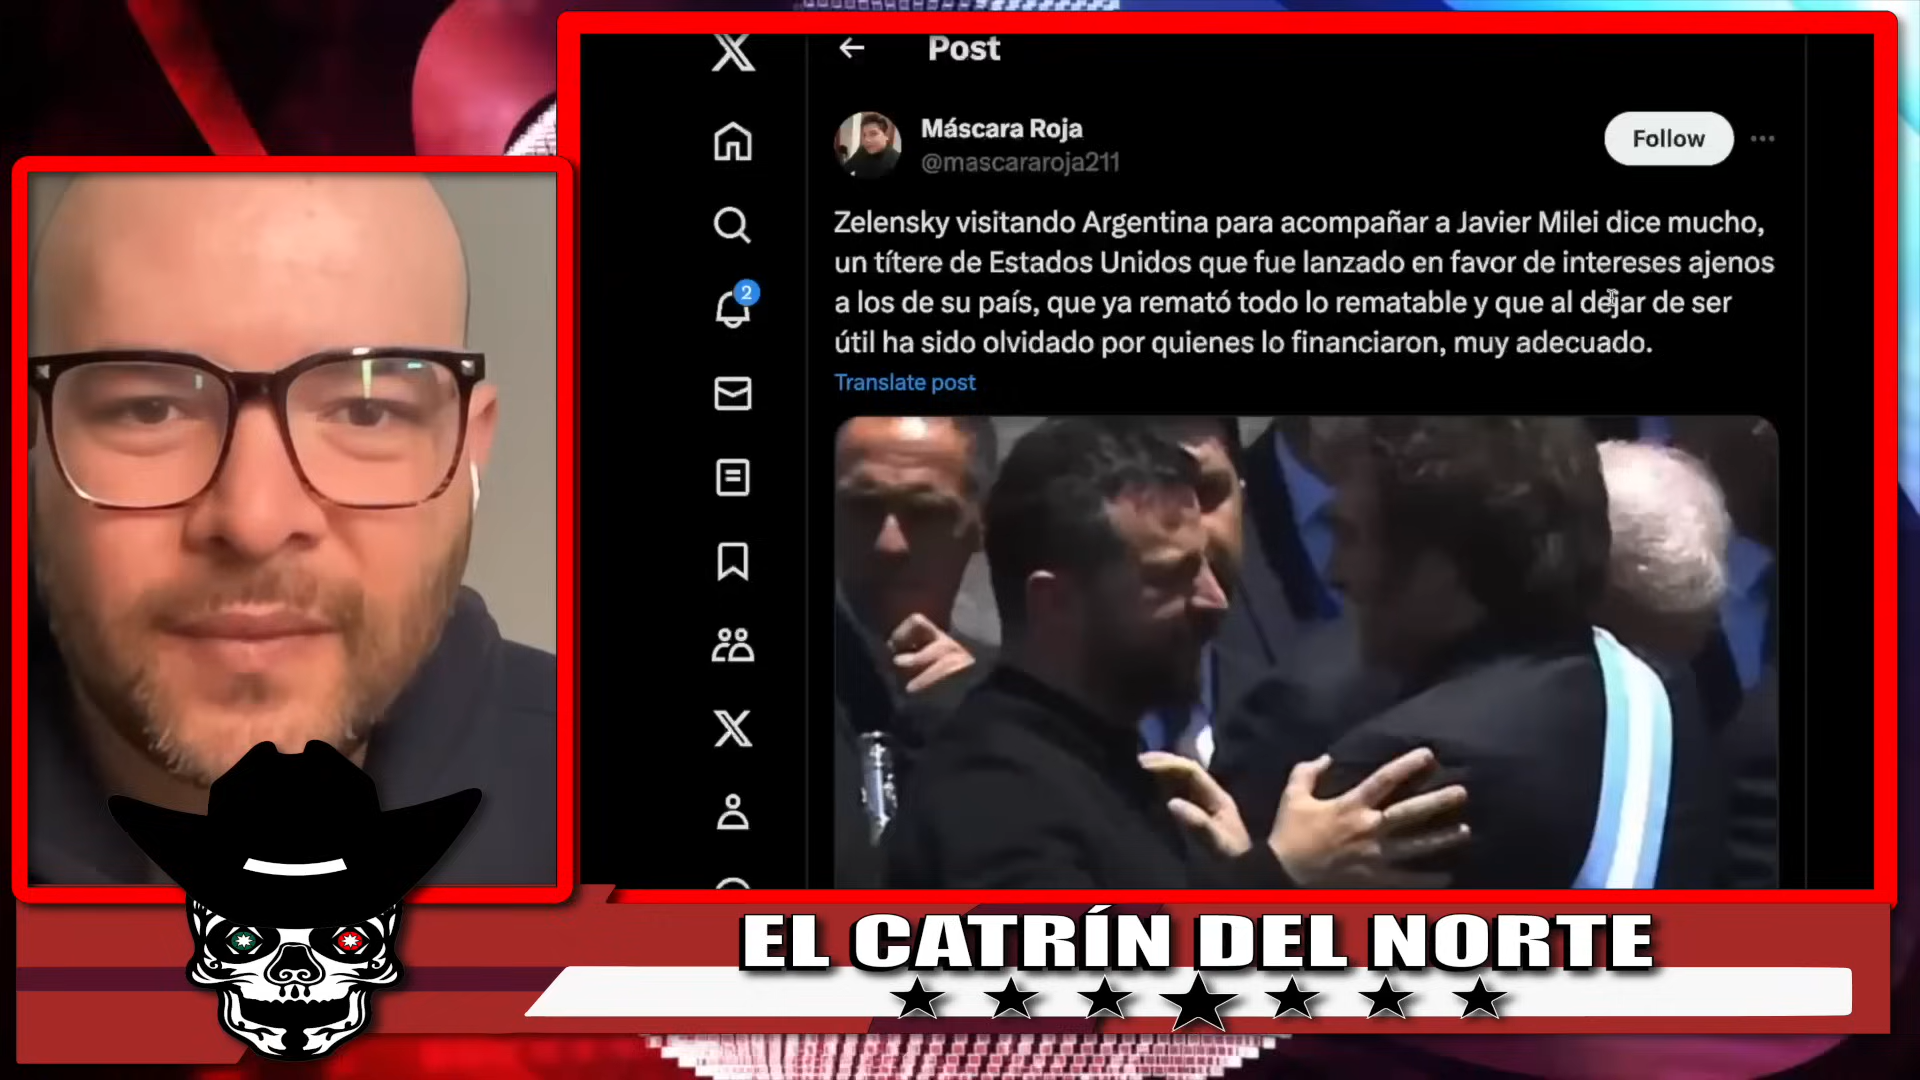 Post
Máscara Roja
@mascararoja211
Follow
Zelensky visitando Argentina para acompañar a Javier Milei dice mucho,
un títere de Estados Unidos que fue lanzado en favor de intereses ajenos
a los de su país, que ya remató todo lo rematable y que al dejar de ser
útil ha sido olvidado por quienes lo financiaron, muy adecuado.
Translate post
2
EL CATRÍN DEL NORTE